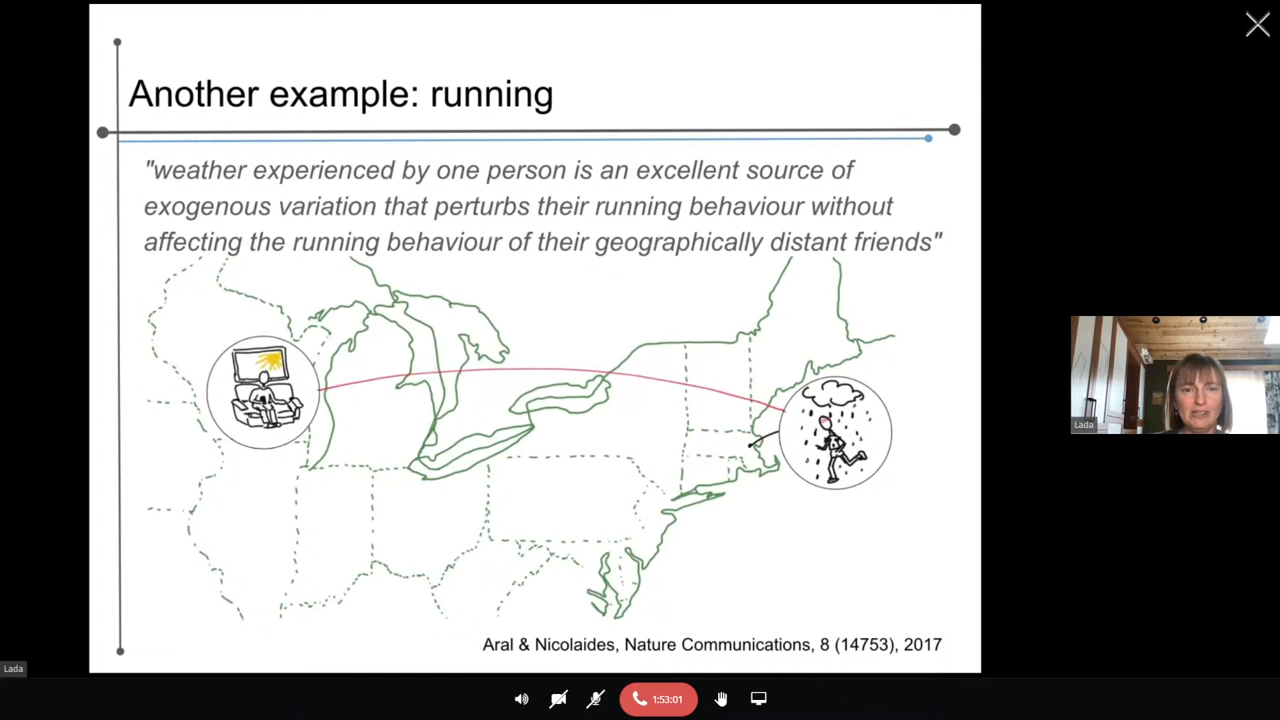 Another example: running
"weather experienced by one person is an excellent source of
exogenous variation that perturbs their running behaviour without
affecting the running behaviour of their geographically distant friends"
Aral & Nicolaides, Nature Communications, 8 (14753), 2017
Lada
Lada
1:53:01